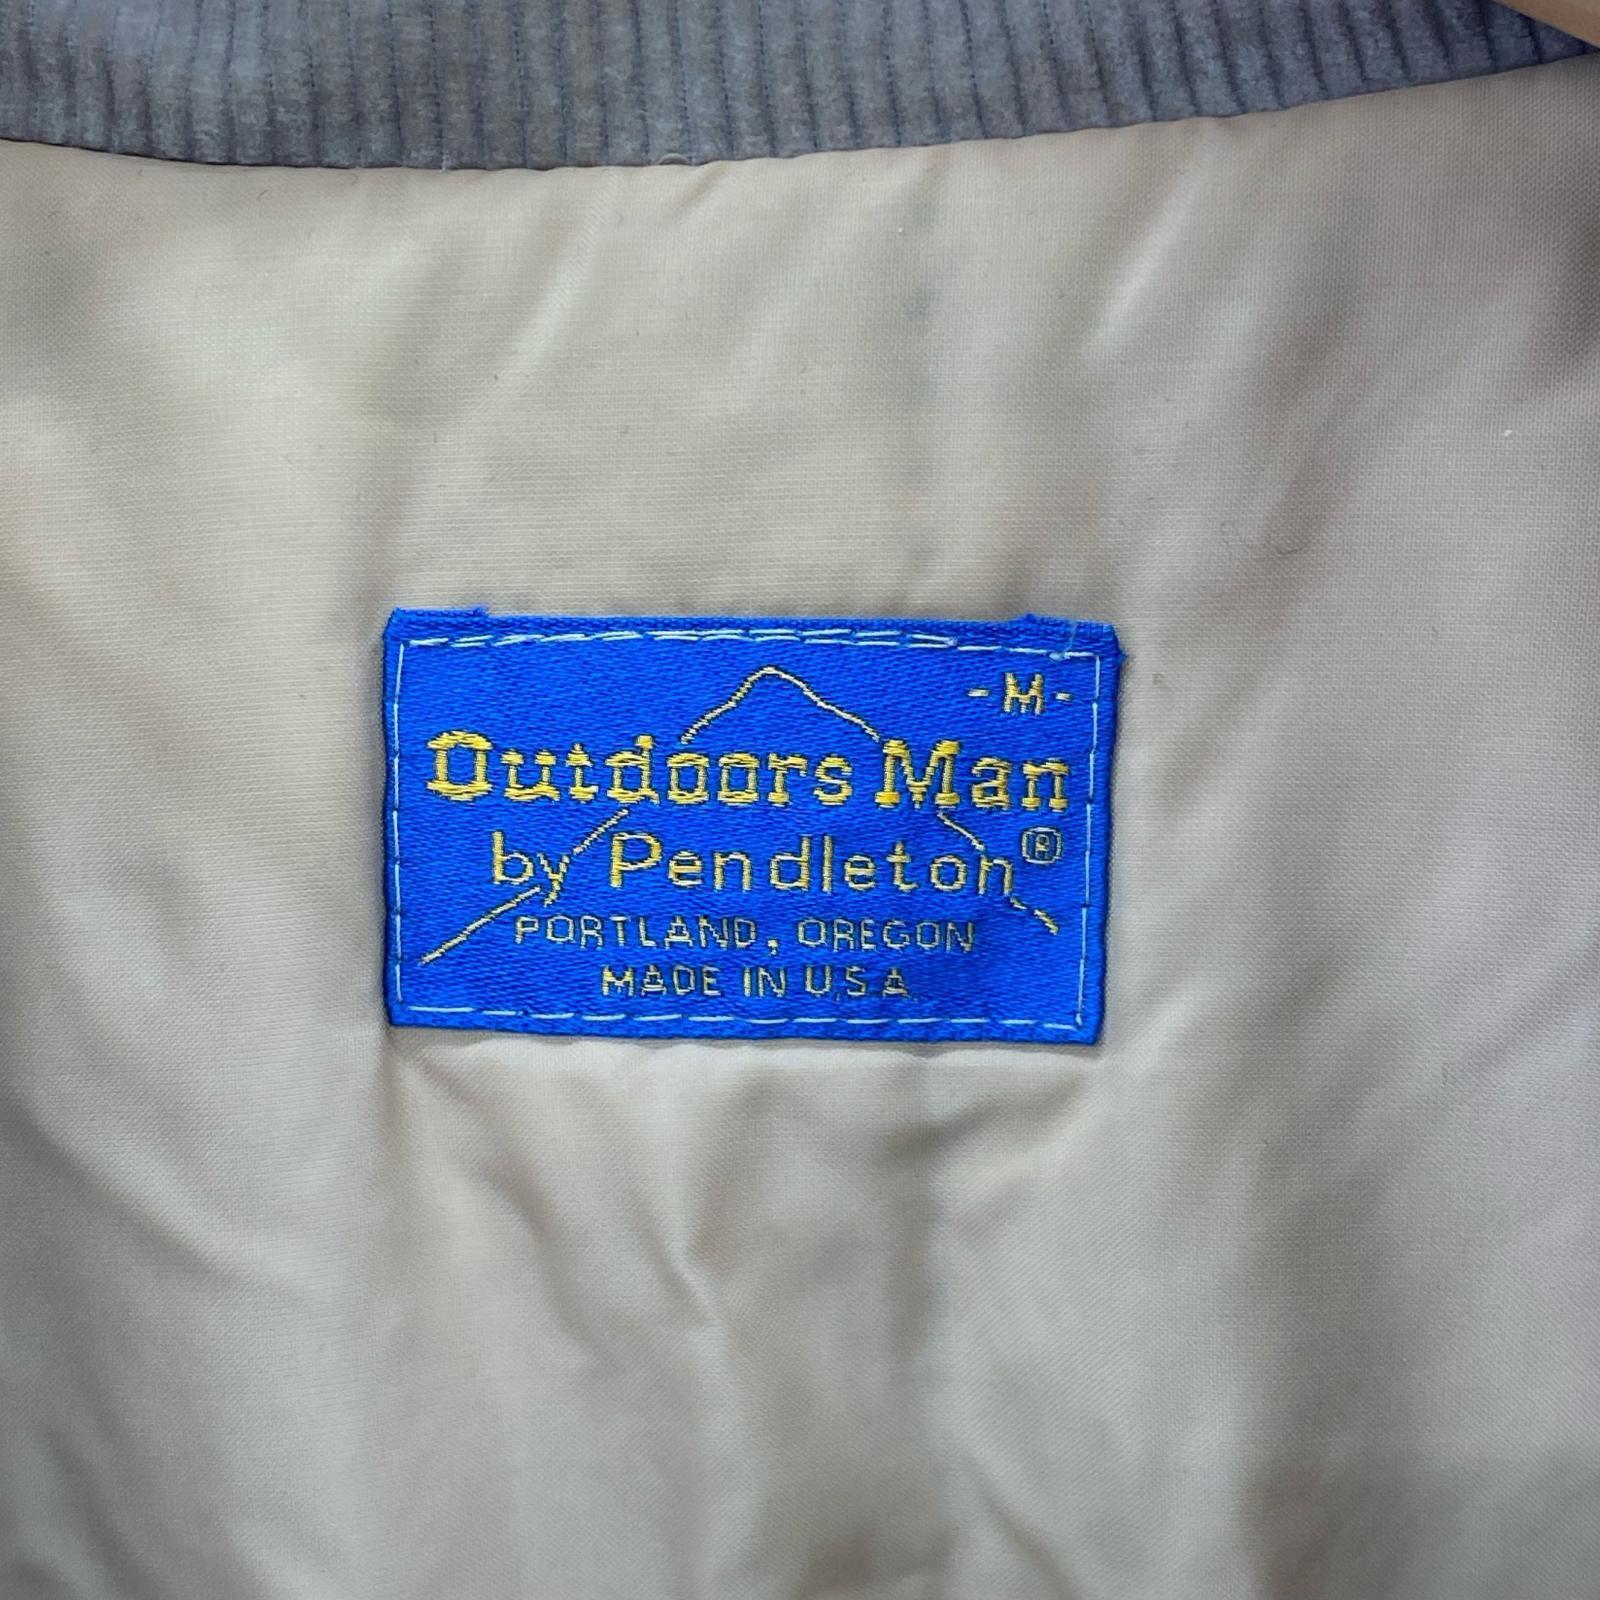 -M-
Outdoors Man
by Pendleton®
PORTLAND, OREGON
MADE IN U.S.A.